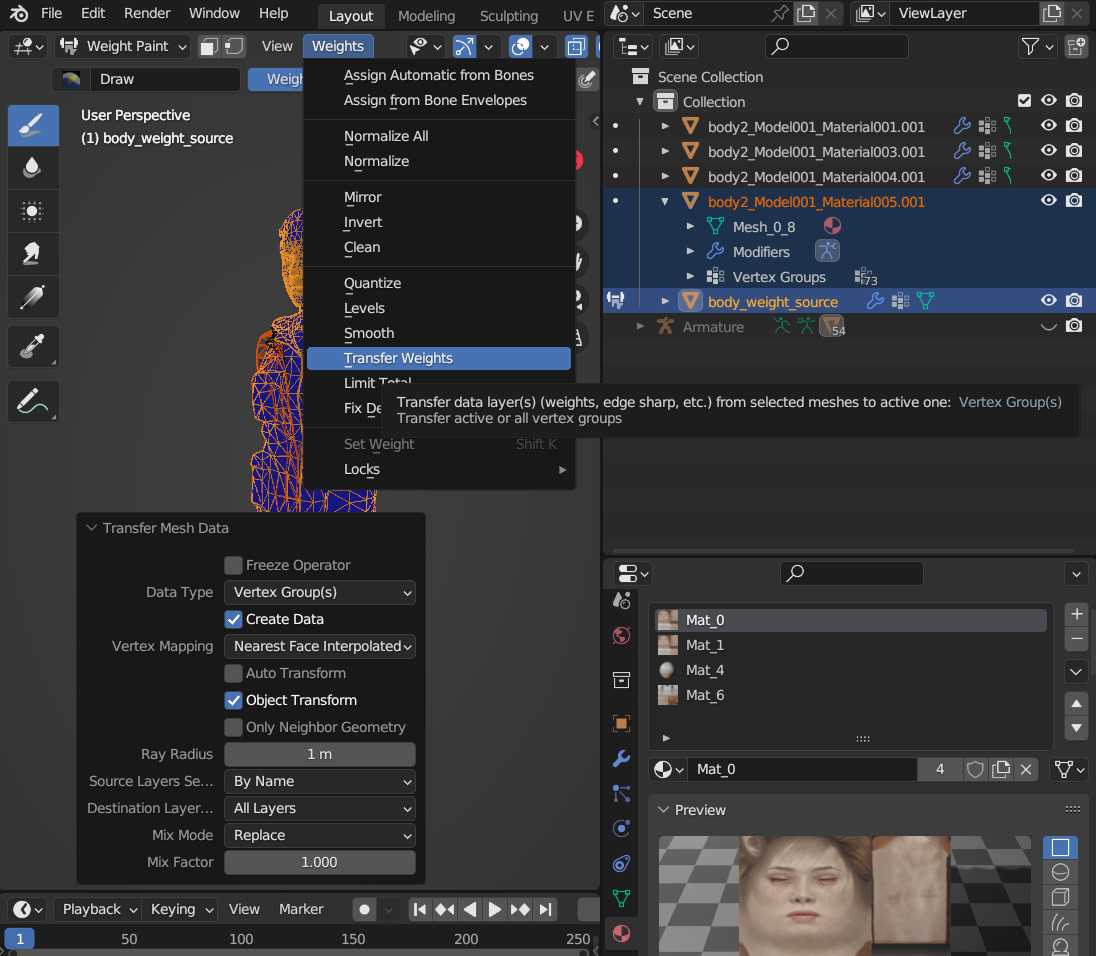 File Edit Render Window Help Layout Modeling Sculpting UV E
Scene ViewLayer
Weight Paint View Weights
Draw Weigh
User Perspective
(1) body_weight_source
Assign Automatic from Bones
Assign from Bone Envelopes
Normalize All
Normalize
Mirror
Invert
Clean
Quantize
Levels
Smooth
Transfer Weights
Limit Total
Fix De
Set Weight Shift K
Locks
Transfer data layer(s) (weights, edge sharp, etc.) from selected meshes to active one: Vertex Group(s)
Transfer active or all vertex groups
Transfer Mesh Data
Freeze Operator
Data Type Vertex Group(s)
Create Data
Vertex Mapping Nearest Face Interpolated
Auto Transform
Object Transform
Only Neighbor Geometry
Ray Radius 1 m
Source Layers Se... By Name
Destination Layer... All Layers
Mix Mode Replace
Mix Factor 1.000
Playback Keying View Marker
1 50 100 150 200 250
Scene Collection
Collection
body2_Model001_Material001.001
body2_Model001_Material003.001
body2_Model001_Material004.001
body2_Model001_Material005.001
Mesh_0_8
Modifiers
Vertex Groups 73
body_weight_source
Armature 54
Mat_0
Mat_1
Mat_4
Mat_6
Mat_0 4
Preview